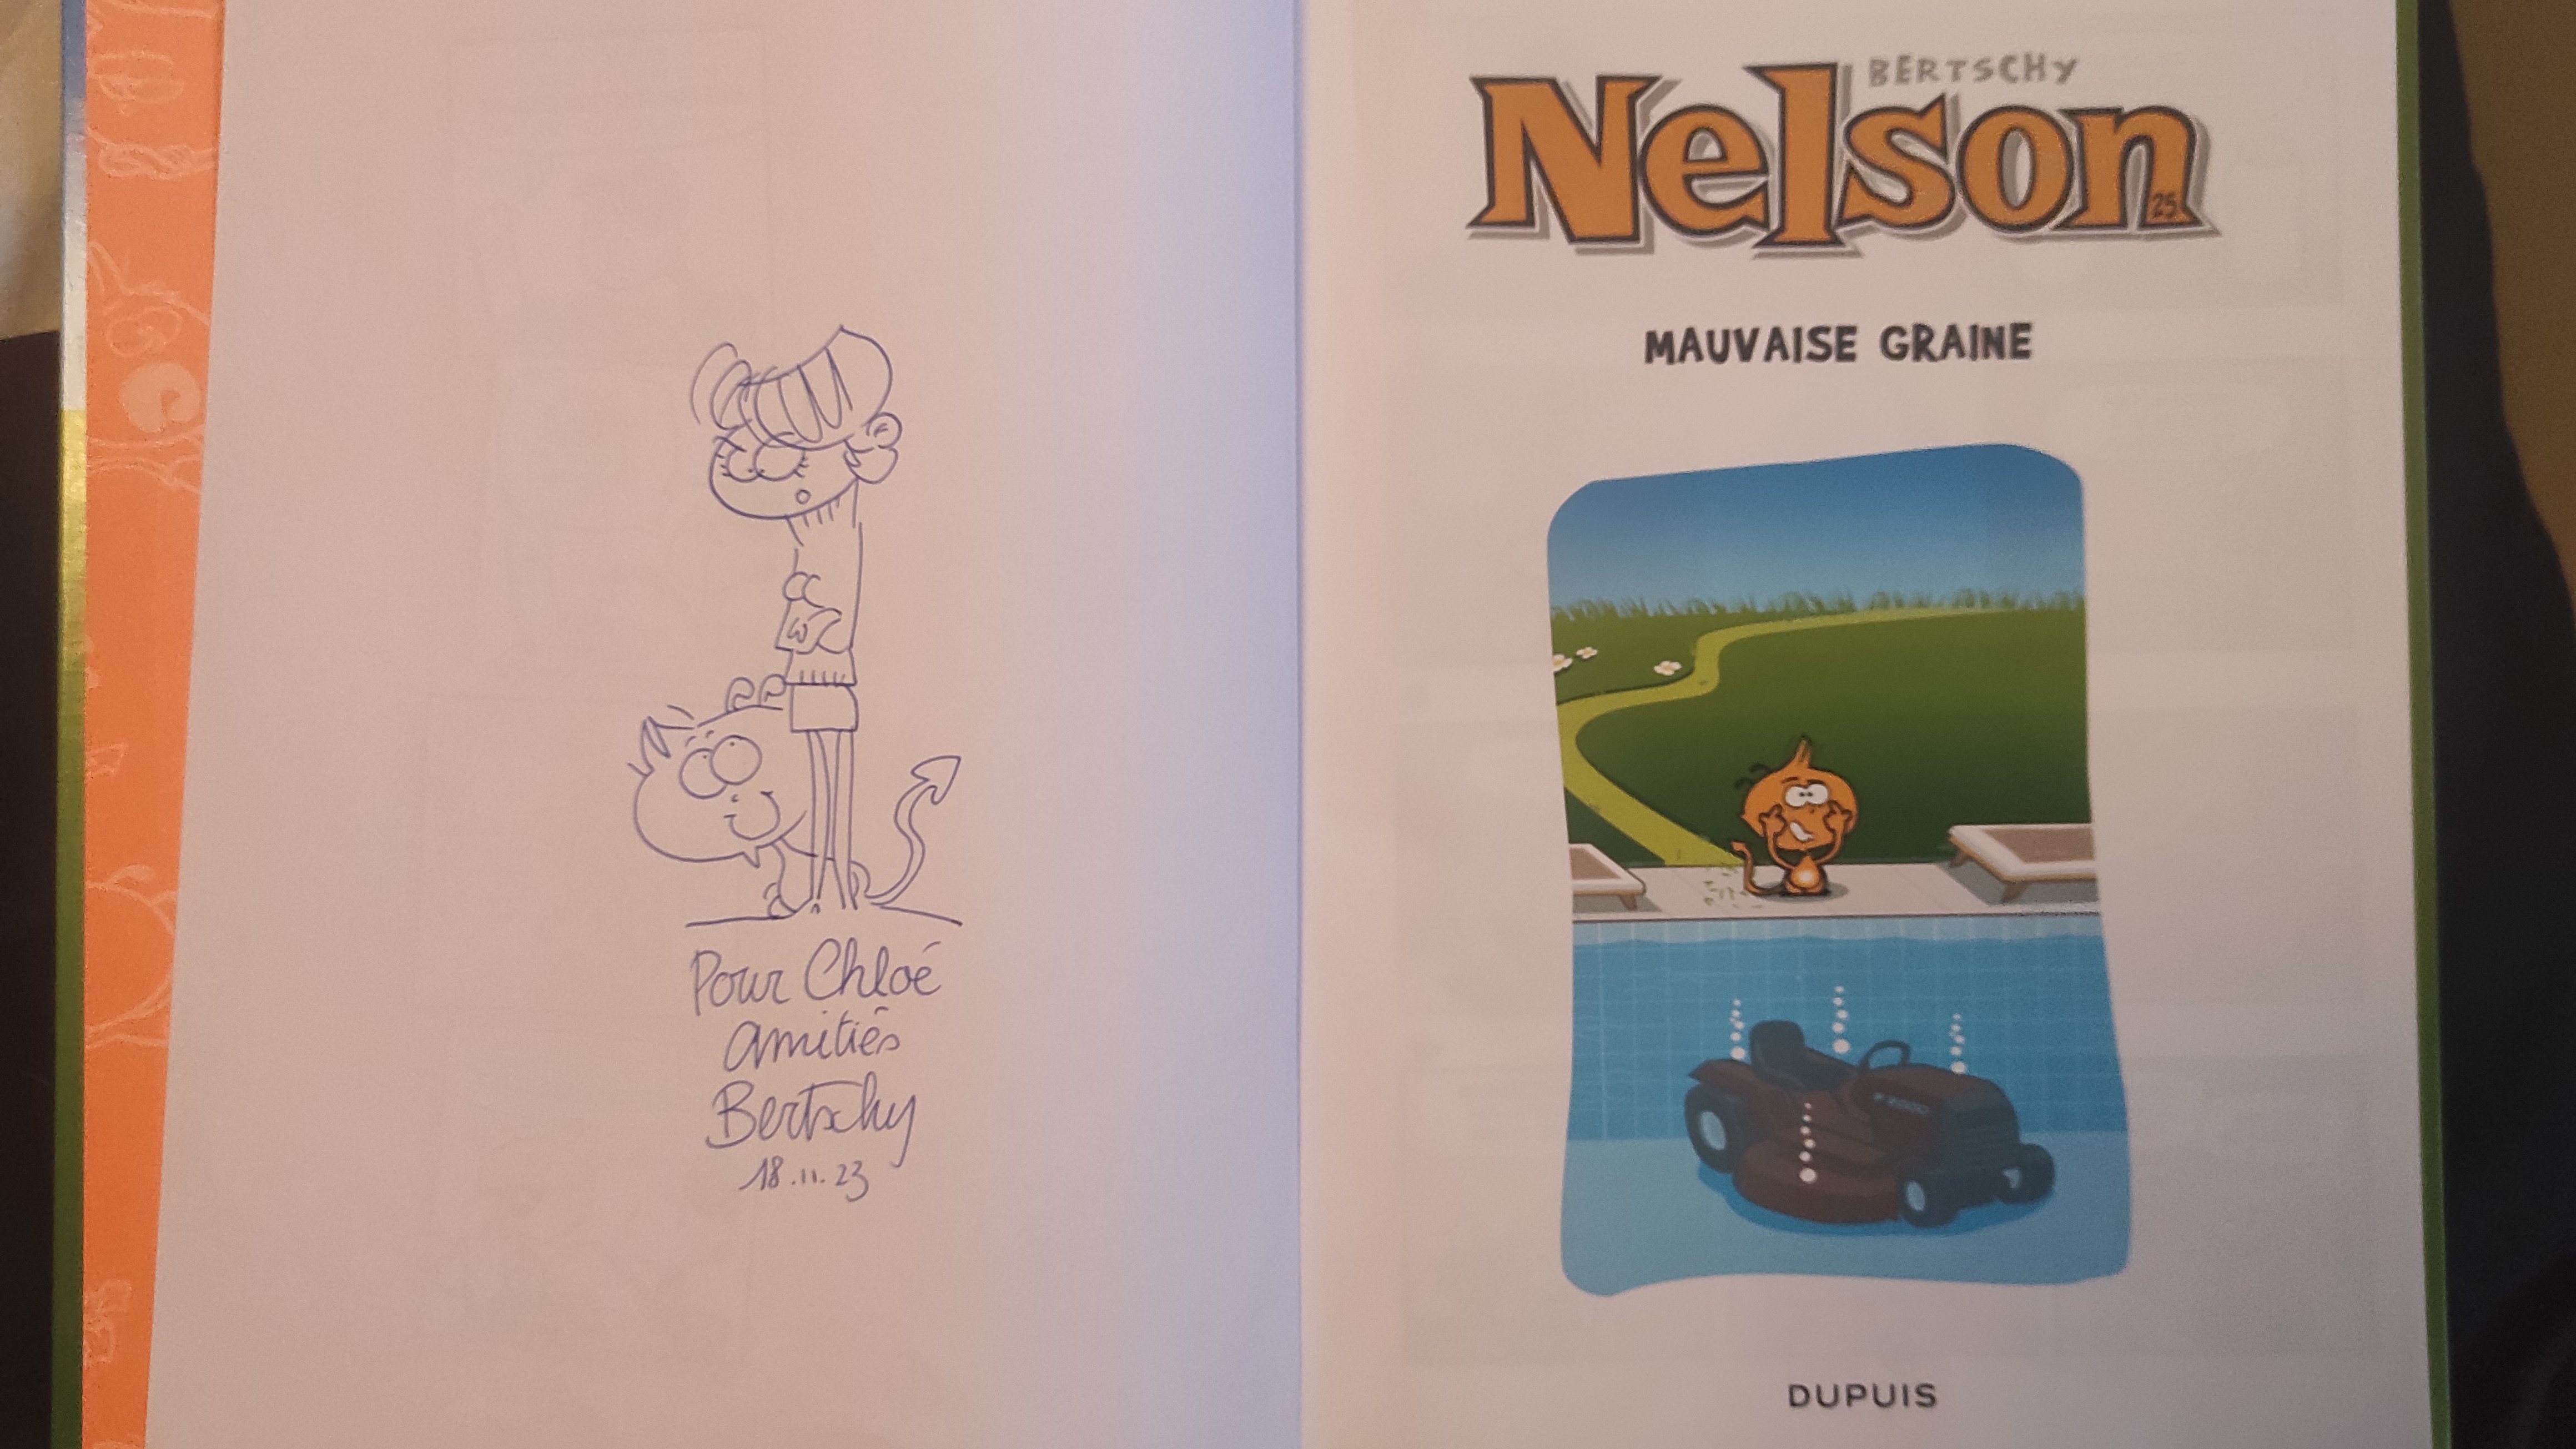 Pour Chloé
amitiés
Bertschy
18.11.23
BERTSCHY
Nelson
25
MAUVAISE GRAINE
DUPUIS